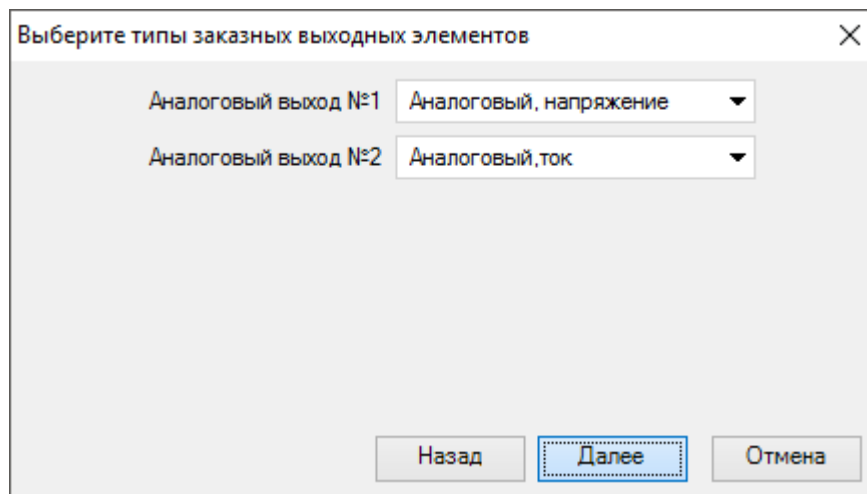 Выберите типы заказных выходных элементов
Аналоговый выход №1 Аналоговый, напряжение
Аналоговый выход №2 Аналоговый,ток
Назад Далее Отмена